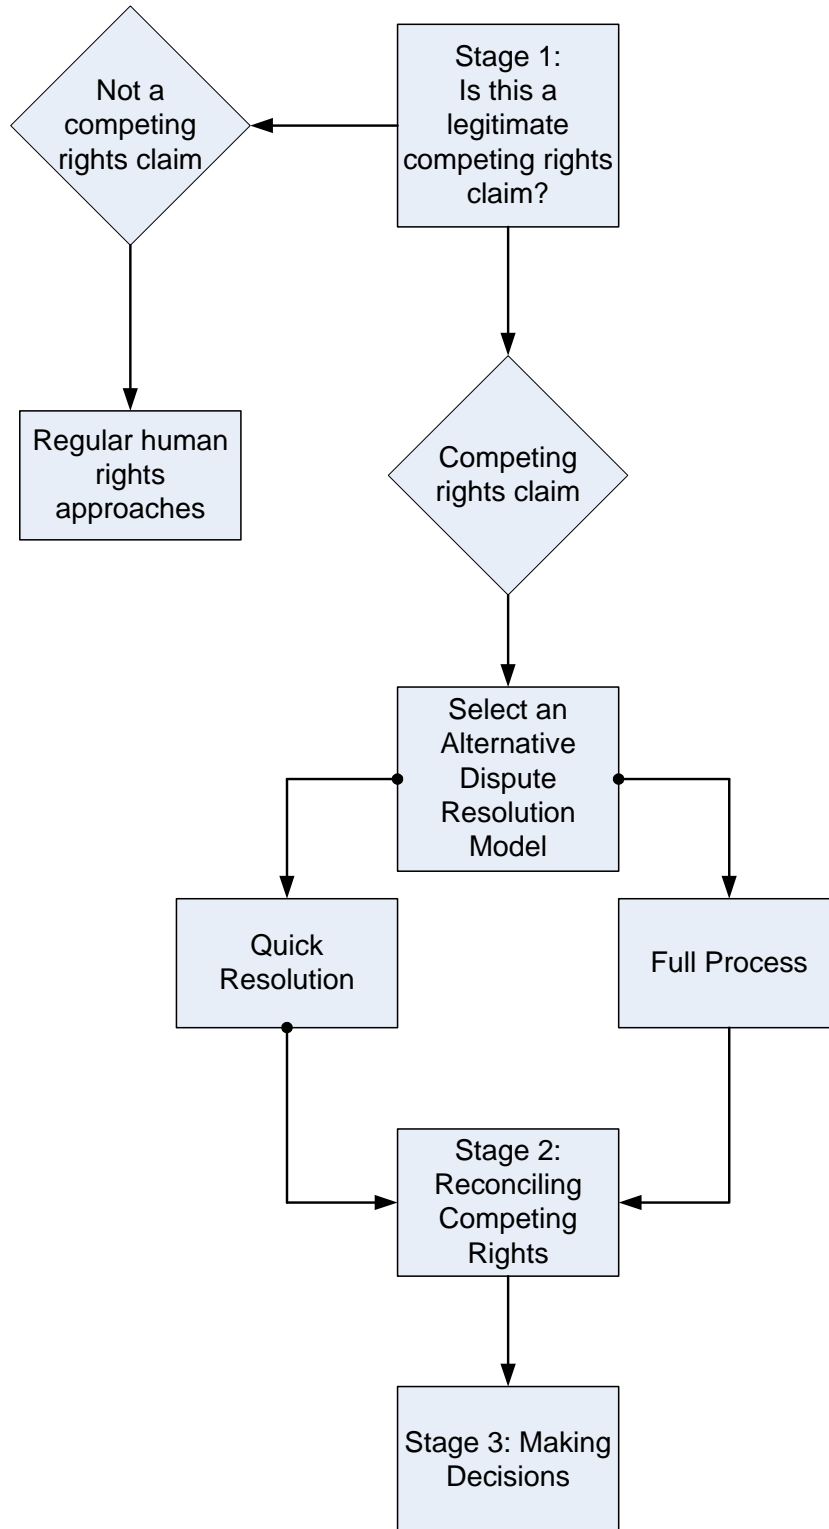 Not a
competing
rights claim
Stage 1:
Is this a
legitimate
competing rights
claim?
Regular human
rights
approaches
Competing
rights claim
Select an
Alternative
Dispute
Resolution
Model
Quick
Resolution
Full Process
Stage 2:
Reconciling
Competing
Rights
Stage 3: Making
Decisions